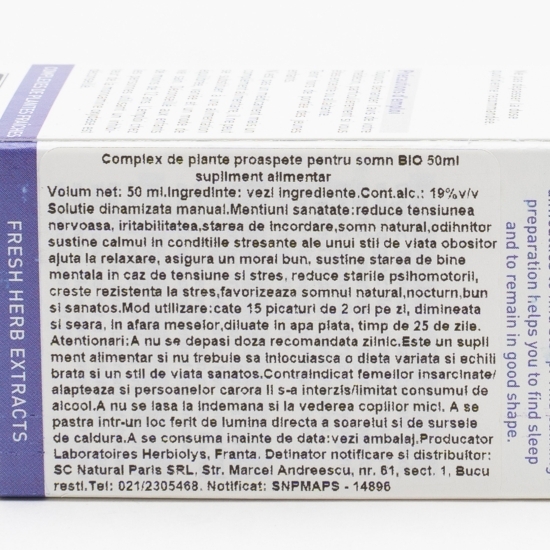 Complex de plante proaspete pentru somn BIO 50ml
supliment alimentar
Volum net: 50 ml.Ingredinte: vezi ingrediente.Cont.alc.: 19%v/v
Solutie dinamizata manual.Mentiuni sanatate:reduce tensiunea
nervoasa, iritabilitetea,starea de incordare,somn natural,odihnitor
sustine calmul in conditiile stresante ale unui stil de viata obositor
ajuta la relaxare, asigura un moral bun, sustine starea de bine
mentala in caz de tensiune si stres, reduce starile psihomotorii,
creste rezistenta la stres,favorizeaza somnul natural,nocturn,bun
si sanatos.Mod utilizare:cate 15 picaturi de 2 ori pe zi, dimineata
si seara, in afara meselor,diluate in apa plata, timp de 25 de zile.
Atentionari:A nu se depasi doza recomandata zilnic.Este un supli
ment alimentar si nu trebuie sa inlocuiasca o dieta variata si echili
brata si un stil de viata sanatos.Contraindicat femeilor insarcinate/
alapteaza si persoanelor carora li s-a interzis/limitat consumul de
alcool.A nu se lasa la indemana si la vederea copiilor mici. A se
pastra intr-un loc ferit de lumina directa a soarelui si de sursele
de caldura.A se consuma inainte de data:vezi ambalaj.Producator
Laboratoires Herbiolys, Franta. Detinator notificare si distribuitor:
SC Natural Paris SRL. Str. Marcel Andreescu, nr. 61, sect. 1, Bucu
resti.Tel: 021/2305468. Notificat: SNPMAPS - 14896
FRESH HERB EXTRACTS
preparation helps you to find sleep
and to remain in good shape.
COMPLEXES DE PLANTES FRAÎCHES